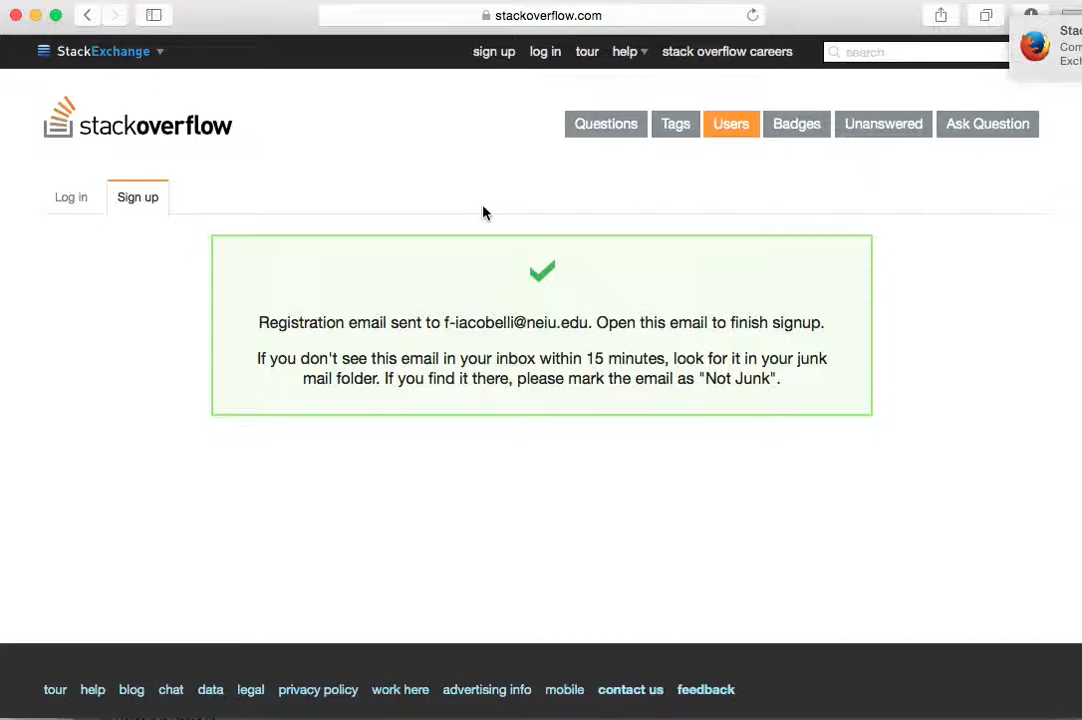 stackoverflow.com
StackExchange sign up log in tour help stack overflow careers search
stackoverflow
Questions Tags Users Badges Unanswered Ask Question
Log in Sign up
Registration email sent to f-iacobelli@neiu.edu. Open this email to finish signup.
If you don't see this email in your inbox within 15 minutes, look for it in your junk
mail folder. If you find it there, please mark the email as "Not Junk".
tour help blog chat data legal privacy policy work here advertising info mobile contact us feedback